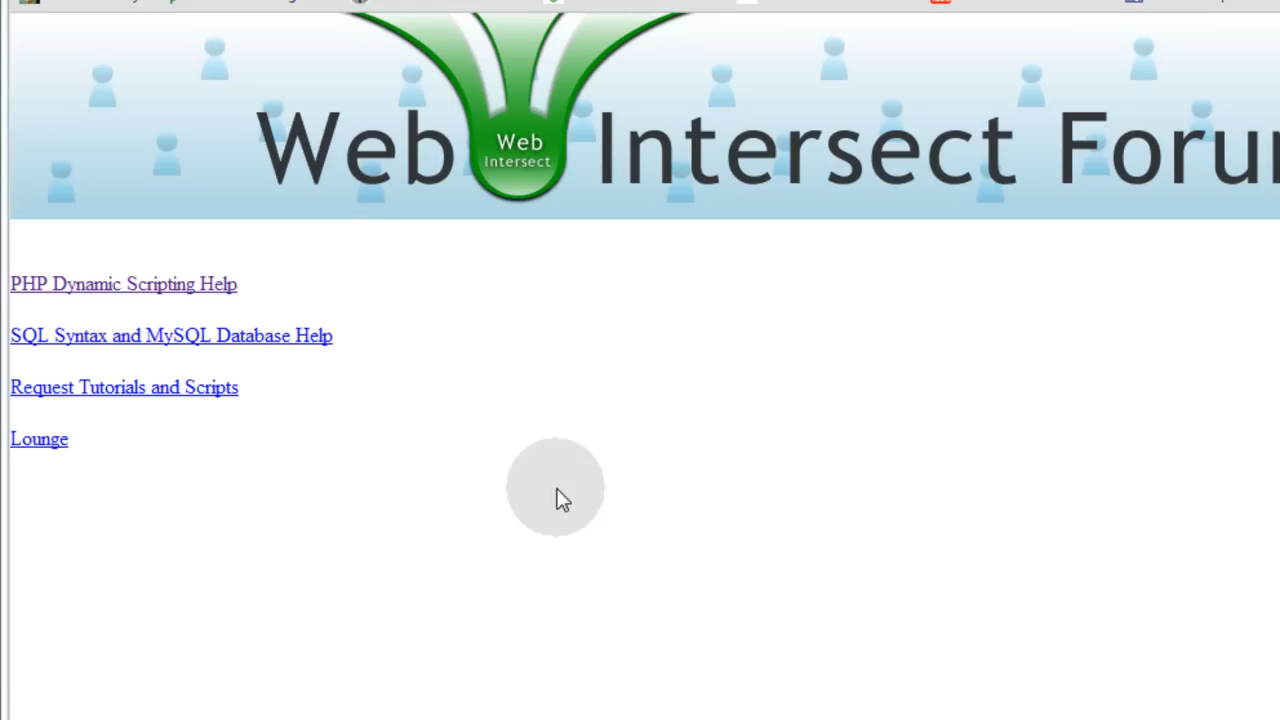 Web Intersect Foru
Web
Intersect
PHP Dynamic Scripting Help
SQL Syntax and MySQL Database Help
Request Tutorials and Scripts
Lounge